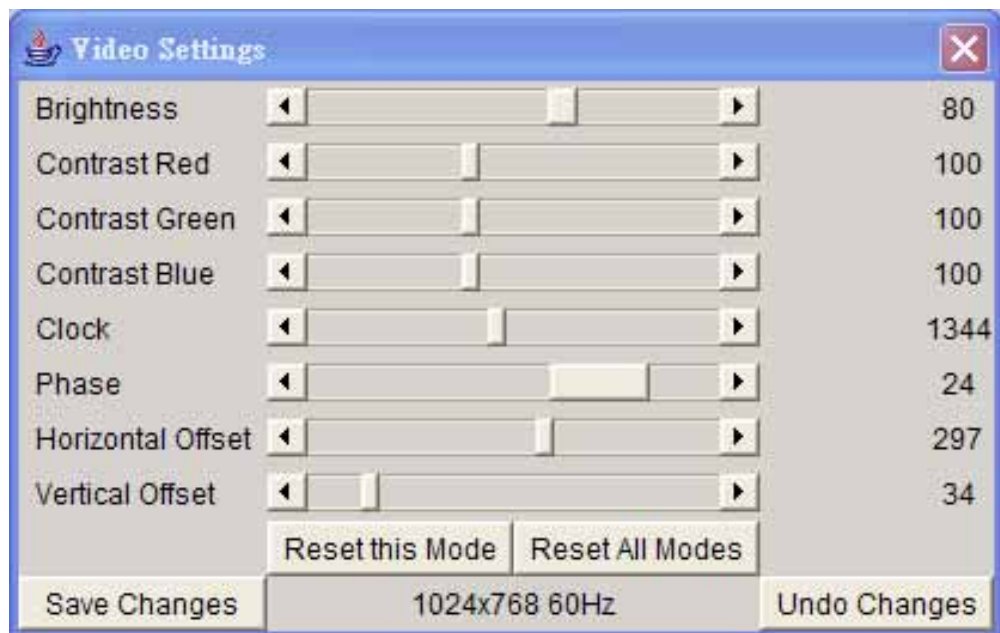 Video Settings
Brightness 80
Contrast Red 100
Contrast Green 100
Contrast Blue 100
Clock 1344
Phase 24
Horizontal Offset 297
Vertical Offset 34
Reset this Mode Reset All Modes
Save Changes 1024x768 60Hz Undo Changes